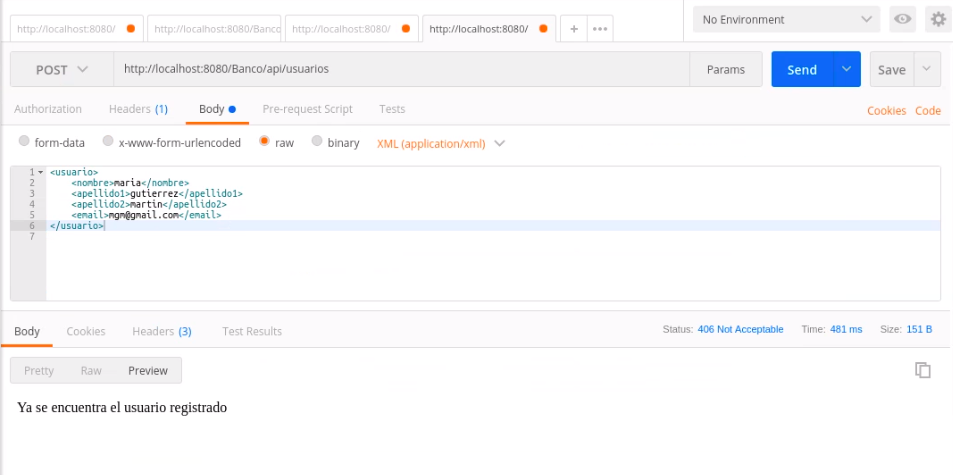 http://localhost:8080/
http://localhost:8080/Banco
http://localhost:8080/
http://localhost:8080/
+
•••
No Environment
POST
http://localhost:8080/Banco/api/usuarios
Params
Send
Save
Authorization
Headers (1)
Body
Pre-request Script
Tests
Cookies
Code
form-data
x-www-form-urlencoded
raw
binary
XML (application/xml)
1 <usuario>
2 <nombre>maria</nombre>
3 <apellido1>gutierrez</apellido1>
4 <apellido2>martin</apellido2>
5 <email>mgm@gmail.com</email>
6 </usuario>
7
Body
Cookies
Headers (3)
Test Results
Status: 406 Not Acceptable
Time: 481 ms
Size: 151 B
Pretty
Raw
Preview
Ya se encuentra el usuario registrado